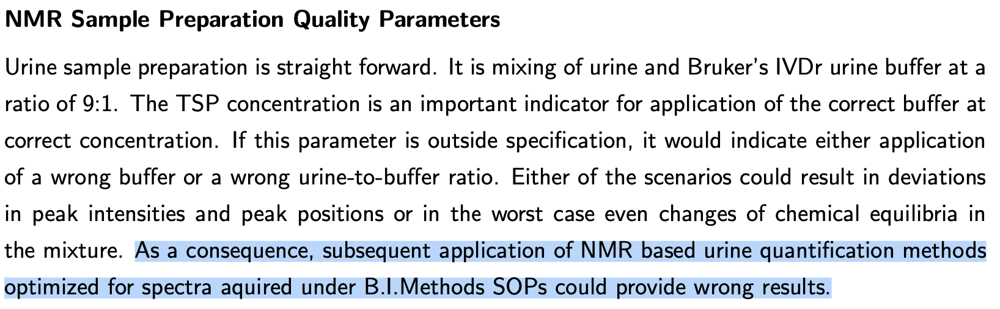 NMR Sample Preparation Quality Parameters
Urine sample preparation is straight forward. It is mixing of urine and Bruker's IVDr urine buffer at a
ratio of 9:1. The TSP concentration is an important indicator for application of the correct buffer at
correct concentration. If this parameter is outside specification, it would indicate either application
of a wrong buffer or a wrong urine-to-buffer ratio. Either of the scenarios could result in deviations
in peak intensities and peak positions or in the worst case even changes of chemical equilibria in
the mixture. As a consequence, subsequent application of NMR based urine quantification methods
optimized for spectra aquired under B.I.Methods SOPs could provide wrong results.